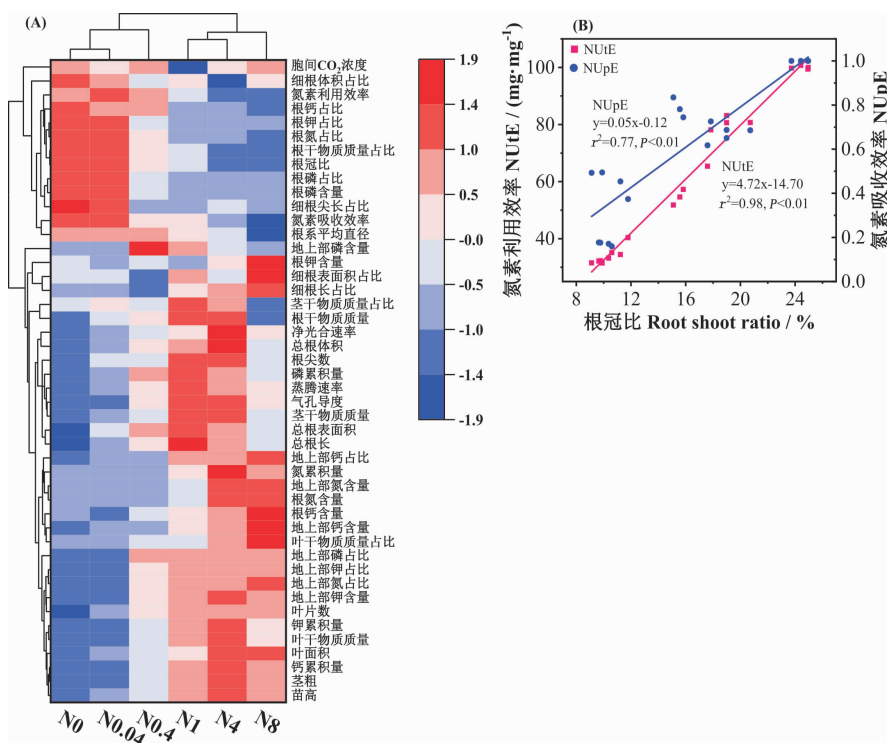 (A)
胞间CO₂浓度
细根体积占比
氮素利用效率
根钙占比
根钾占比
根氮占比
根干物质质量占比
根冠比
根磷占比
根磷含量
细根尖长占比
氮素吸收效率
根系平均直径
地上部磷含量
根钾含量
细根表面积占比
细根长占比
茎干物质质量占比
根干物质质量
净光合速率
总根体积
根尖数
磷累积量
蒸腾速率
气孔导度
茎干物质质量
总根表面积
总根长
地上部钙占比
氮累积量
地上部氮含量
根氮含量
根钙含量
地上部钙含量
叶干物质质量占比
地上部磷占比
地上部钾占比
地上部氮占比
地上部钾含量
叶片数
钾累积量
叶干物质质量
叶面积
钙累积量
茎粗
苗高
N0 N0.04 N0.4 N1 N4 N8
1.9
1.4
1.0
0.5
-0.0
-0.5
-1.0
-1.4
-1.9
(B)
NUtE
NUpE
NUpE
y=0.05x-0.12
r²=0.77, P<0.01
NUtE
y=4.72x-14.70
r²=0.98, P<0.01
氮素利用效率 NUtE / (mg·mg⁻¹)
100
80
60
40
氮素吸收效率 NUpE
1.0
0.8
0.6
0.4
0.2
0.0
8 12 16 20 24
根冠比 Root shoot ratio / %